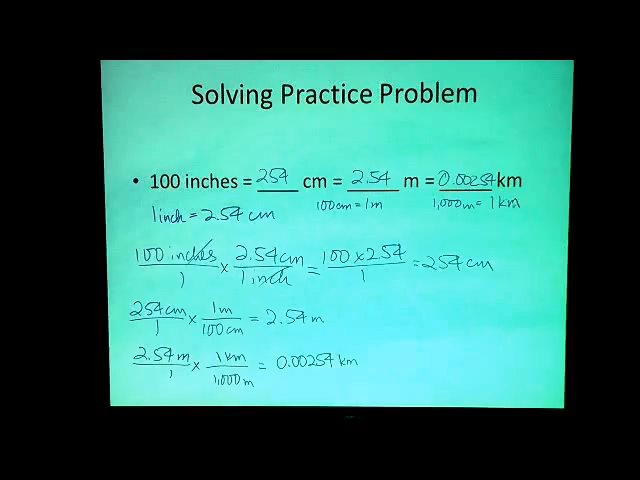 Solving Practice Problem
• 100 inches = 254 cm = 2.54 m = 0.00254 km
1 inch = 2.54 cm 100cm = 1m 1,000m = 1km
100 inches/1 × 2.54cm/1 inch = 100 × 2.54/1 = 254 cm
254cm/1 × 1m/100cm = 2.54 m
2.54m/1 × 1km/1,000m = 0.00254 km